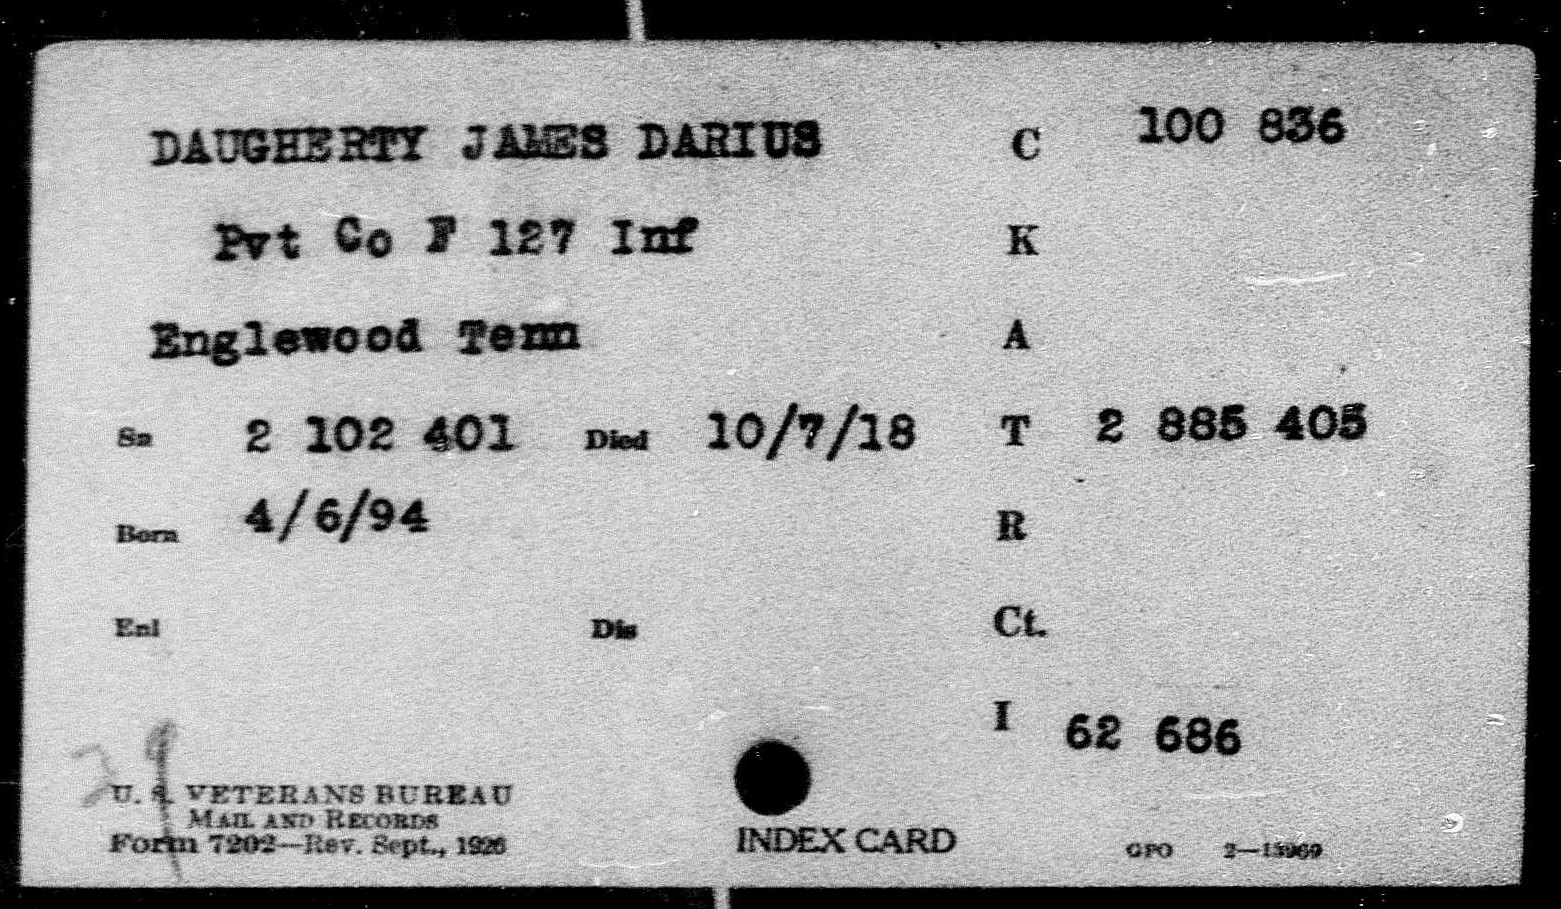 DAUGHERTY JAMES DARIUS C 100 836
Pvt Co F 127 Inf K
Englewood Tenn A
Sn 2 102 401 Died 10/7/18 T 2 885 405
Born 4/6/94 R
Enl Dis Ct.
I 62 686
29
U. S. VETERANS BUREAU
MAIL AND RECORDS
Form 7202—Rev. Sept., 1926
INDEX CARD
GPO